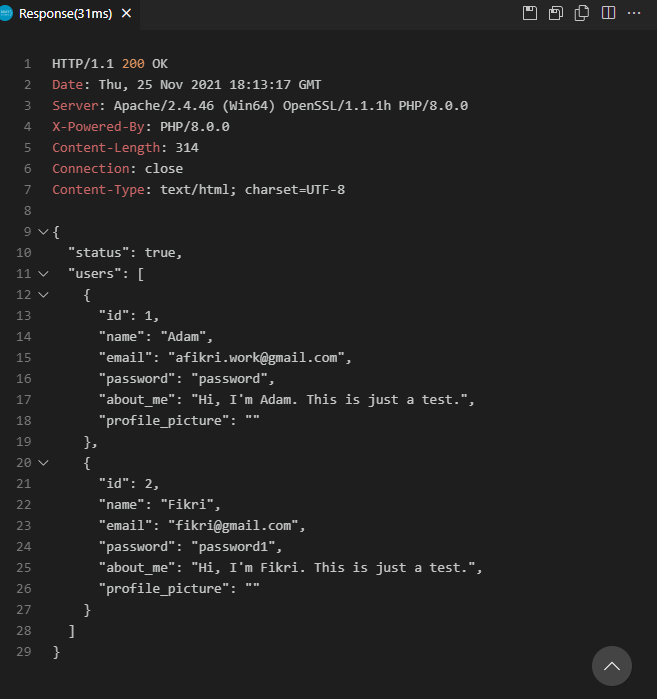 Response(31ms)
1 HTTP/1.1 200 OK
2 Date: Thu, 25 Nov 2021 18:13:17 GMT
3 Server: Apache/2.4.46 (Win64) OpenSSL/1.1.1h PHP/8.0.0
4 X-Powered-By: PHP/8.0.0
5 Content-Length: 314
6 Connection: close
7 Content-Type: text/html; charset=UTF-8
8
9 {
10   "status": true,
11   "users": [
12     {
13       "id": 1,
14       "name": "Adam",
15       "email": "afikri.work@gmail.com",
16       "password": "password",
17       "about_me": "Hi, I'm Adam. This is just a test.",
18       "profile_picture": ""
19     },
20     {
21       "id": 2,
22       "name": "Fikri",
23       "email": "fikri@gmail.com",
24       "password": "password1",
25       "about_me": "Hi, I'm Fikri. This is just a test.",
26       "profile_picture": ""
27     }
28   ]
29 }